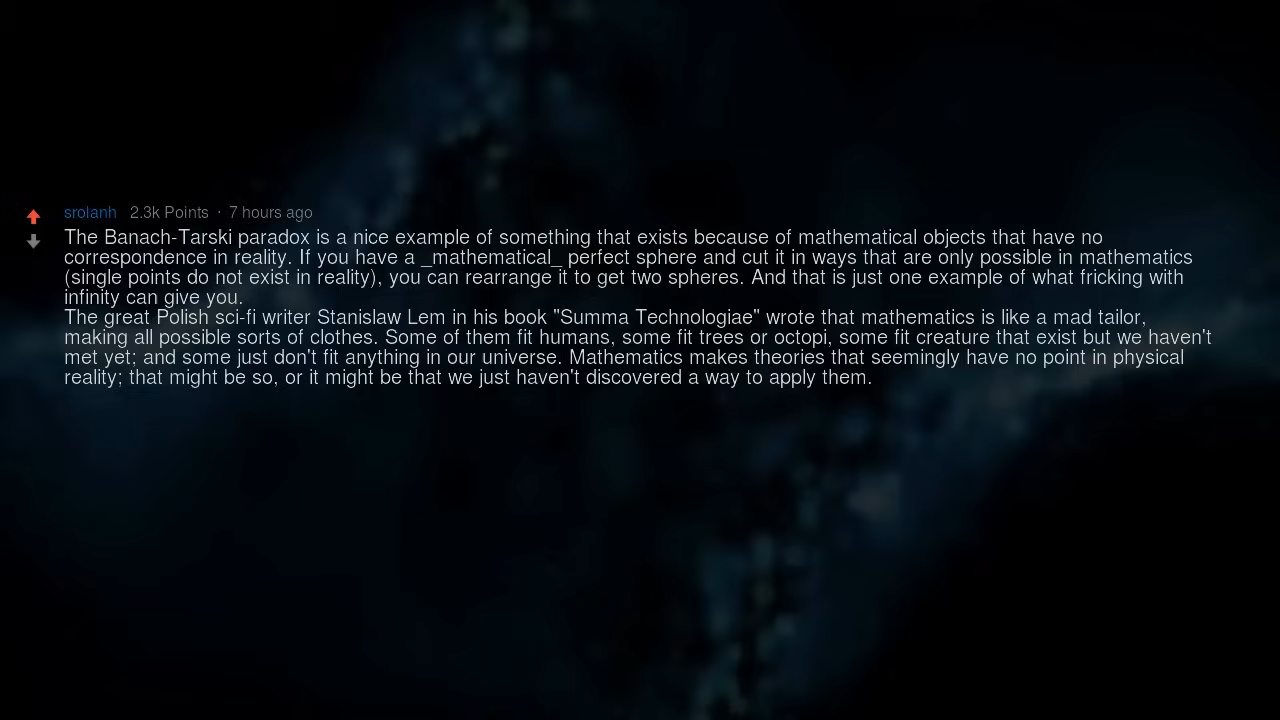 srolanh 2.3k Points · 7 hours ago
The Banach-Tarski paradox is a nice example of something that exists because of mathematical objects that have no
correspondence in reality. If you have a _mathematical_ perfect sphere and cut it in ways that are only possible in mathematics
(single points do not exist in reality), you can rearrange it to get two spheres. And that is just one example of what fricking with
infinity can give you.
The great Polish sci-fi writer Stanislaw Lem in his book "Summa Technologiae" wrote that mathematics is like a mad tailor,
making all possible sorts of clothes. Some of them fit humans, some fit trees or octopi, some fit creature that exist but we haven't
met yet; and some just don't fit anything in our universe. Mathematics makes theories that seemingly have no point in physical
reality; that might be so, or it might be that we just haven't discovered a way to apply them.